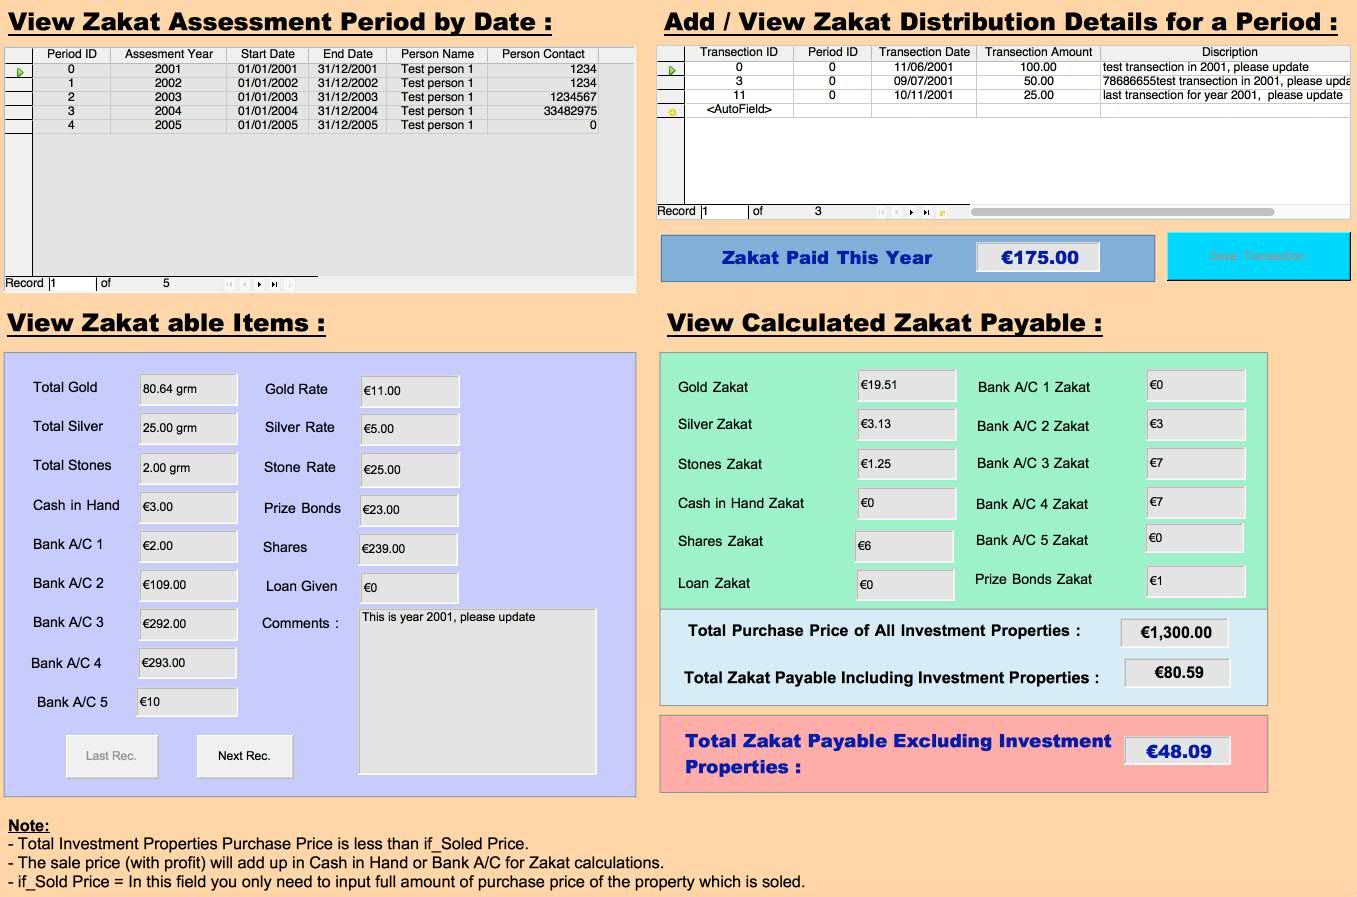 View Zakat Assessment Period by Date :
Period ID Assesment Year Start Date End Date Person Name Person Contact
0 2001 01/01/2001 31/12/2001 Test person 1 1234
1 2002 01/01/2002 31/12/2002 Test person 1 1234
2 2003 01/01/2003 31/12/2003 Test person 1 1234567
3 2004 01/01/2004 31/12/2004 Test person 1 33482975
4 2005 01/01/2005 31/12/2005 Test person 1 0
Record 1 of 5
Add / View Zakat Distribution Details for a Period :
Transection ID Period ID Transection Date Transection Amount Discription
0 0 11/06/2001 100.00 test transection in 2001, please update
3 0 09/07/2001 50.00 78686655test transection in 2001, please upda
11 0 10/11/2001 25.00 last transection for year 2001, please update
<AutoField>
Record 1 of 3
Zakat Paid This Year €175.00
Save Transection
View Zakat able Items :
Total Gold 80.64 grm Gold Rate €11.00
Total Silver 25.00 grm Silver Rate €5.00
Total Stones 2.00 grm Stone Rate €25.00
Cash in Hand €3.00 Prize Bonds €23.00
Bank A/C 1 €2.00 Shares €239.00
Bank A/C 2 €109.00 Loan Given €0
Bank A/C 3 €292.00 Comments : This is year 2001, please update
Bank A/C 4 €293.00
Bank A/C 5 €10
Last Rec. Next Rec.
View Calculated Zakat Payable :
Gold Zakat €19.51 Bank A/C 1 Zakat €0
Silver Zakat €3.13 Bank A/C 2 Zakat €3
Stones Zakat €1.25 Bank A/C 3 Zakat €7
Cash in Hand Zakat €0 Bank A/C 4 Zakat €7
Shares Zakat €6 Bank A/C 5 Zakat €0
Loan Zakat €0 Prize Bonds Zakat €1
Total Purchase Price of All Investment Properties : €1,300.00
Total Zakat Payable Including Investment Properties : €80.59
Total Zakat Payable Excluding Investment
Properties : €48.09
Note:
- Total Investment Properties Purchase Price is less than if_Soled Price.
- The sale price (with profit) will add up in Cash in Hand or Bank A/C for Zakat calculations.
- if_Sold Price = In this field you only need to input full amount of purchase price of the property which is soled.